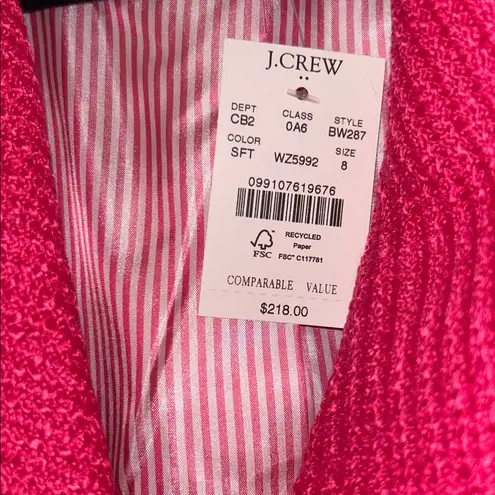 J.CREW
DEPT CLASS STYLE
CB2 0A6 BW287
COLOR SIZE
SFT WZ5992 8
099107619676
FSC
RECYCLED
Paper
FSC® C117781
COMPARABLE VALUE
$218.00